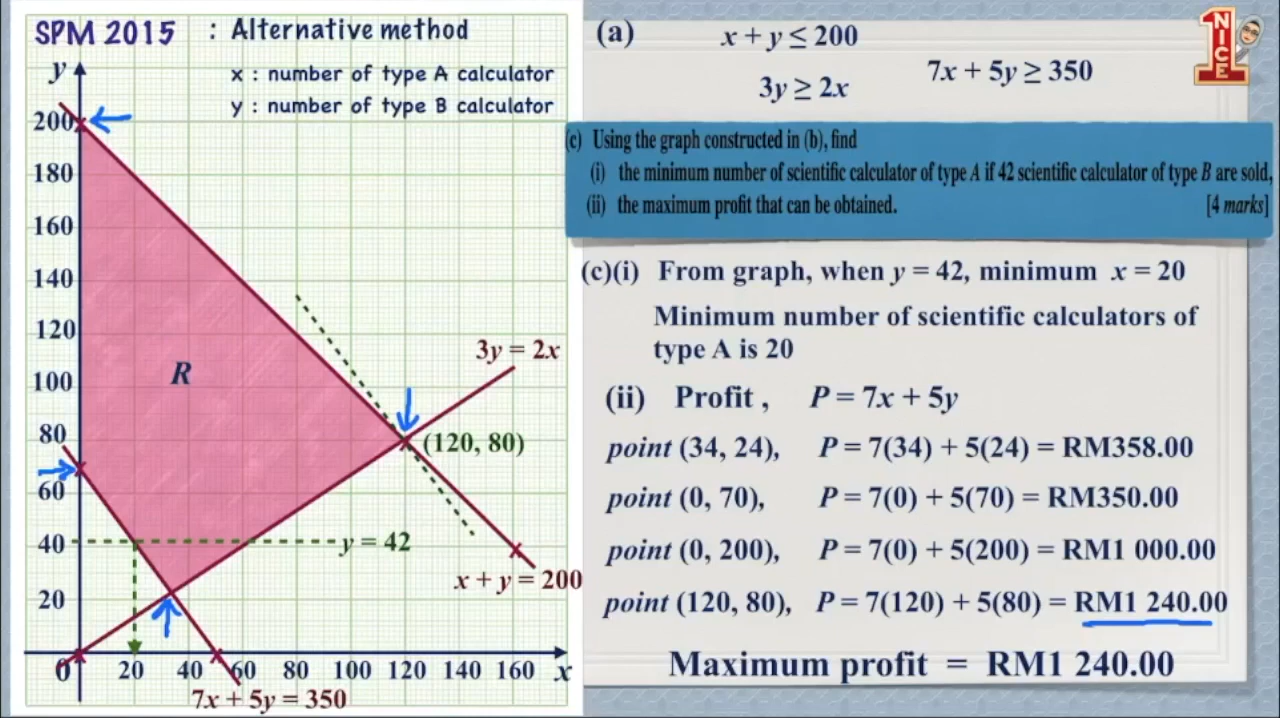 SPM 2015 : Alternative method
x : number of type A calculator
y : number of type B calculator
y
200
180
160
140
120
100
80
60
40
20
0 20 40 60 80 100 120 140 160 x
R
3y = 2x
(120, 80)
y = 42
x + y = 200
7x + 5y = 350
(a) x + y ≤ 200
3y ≥ 2x
7x + 5y ≥ 350
1
NICE
(c) Using the graph constructed in (b), find
(i) the minimum number of scientific calculator of type A if 42 scientific calculator of type B are sold,
(ii) the maximum profit that can be obtained. [4 marks]
(c)(i) From graph, when y = 42, minimum x = 20
Minimum number of scientific calculators of
type A is 20
(ii) Profit , P = 7x + 5y
point (34, 24), P = 7(34) + 5(24) = RM358.00
point (0, 70), P = 7(0) + 5(70) = RM350.00
point (0, 200), P = 7(0) + 5(200) = RM1 000.00
point (120, 80), P = 7(120) + 5(80) = RM1 240.00
Maximum profit = RM1 240.00